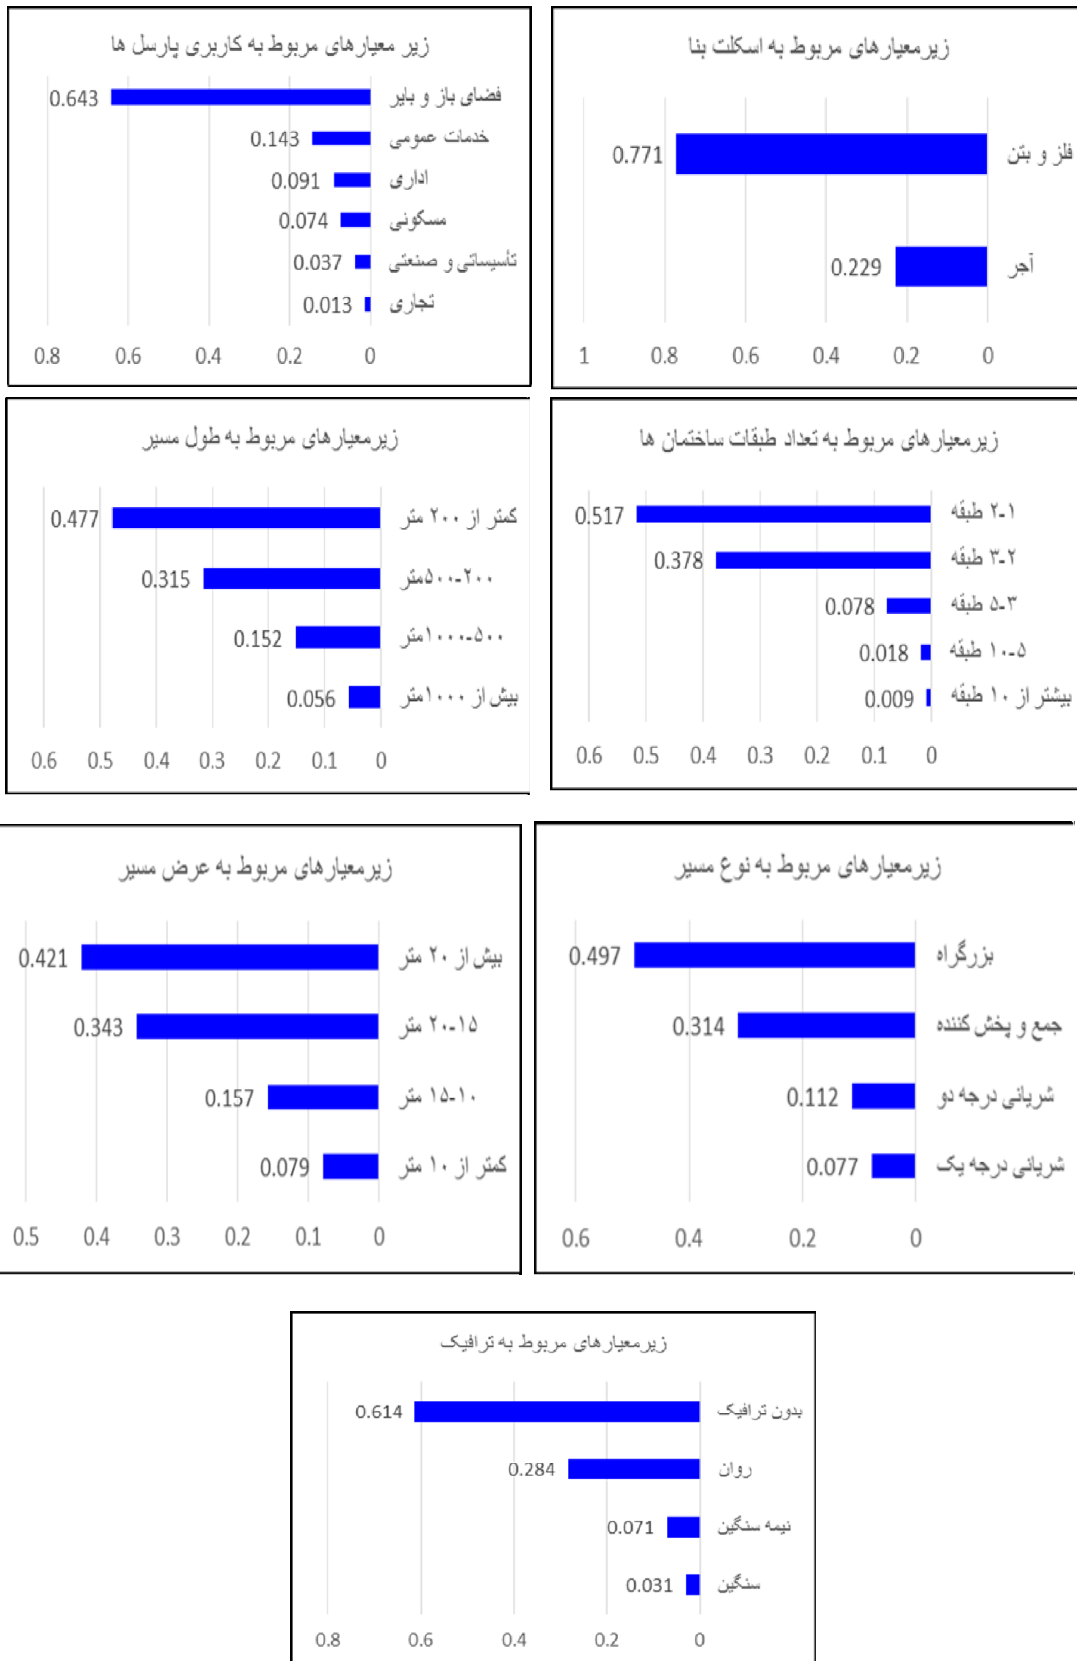 زیر معیارهای مربوط به کاربری پارسل ها
فضای باز و بایر 0.643
خدمات عمومی 0.143
اداری 0.091
مسکونی 0.074
تأسیساتی و صنعتی 0.037
تجاری 0.013
0.8 0.6 0.4 0.2 0
زیرمعیارهای مربوط به اسکلت بنا
فلز و بتن 0.771
آجر 0.229
1 0.8 0.6 0.4 0.2 0
زیرمعیارهای مربوط به طول مسیر
کمتر از ۲۰۰ متر 0.477
۲۰۰-۵۰۰متر 0.315
۵۰۰-۱۰۰۰متر 0.152
بیش از ۱۰۰۰متر 0.056
0.6 0.5 0.4 0.3 0.2 0.1 0
زیرمعیارهای مربوط به تعداد طبقات ساختمان ها
۱-۲ طبقه 0.517
۲-۳ طبقه 0.378
۳-۵ طبقه 0.078
۵-۱۰ طبقه 0.018
بیشتر از ۱۰ طبقه 0.009
0.6 0.5 0.4 0.3 0.2 0.1 0
زیرمعیارهای مربوط به عرض مسیر
بیش از ۲۰ متر 0.421
۱۵-۲۰ متر 0.343
۱۰-۱۵ متر 0.157
کمتر از ۱۰ متر 0.079
0.5 0.4 0.3 0.2 0.1 0
زیرمعیارهای مربوط به نوع مسیر
بزرگراه 0.497
جمع و پخش کننده 0.314
شریانی درجه دو 0.112
شریانی درجه یک 0.077
0.6 0.4 0.2 0
زیرمعیارهای مربوط به ترافیک
بدون ترافیک 0.614
روان 0.284
نیمه سنگین 0.071
سنگین 0.031
0.8 0.6 0.4 0.2 0